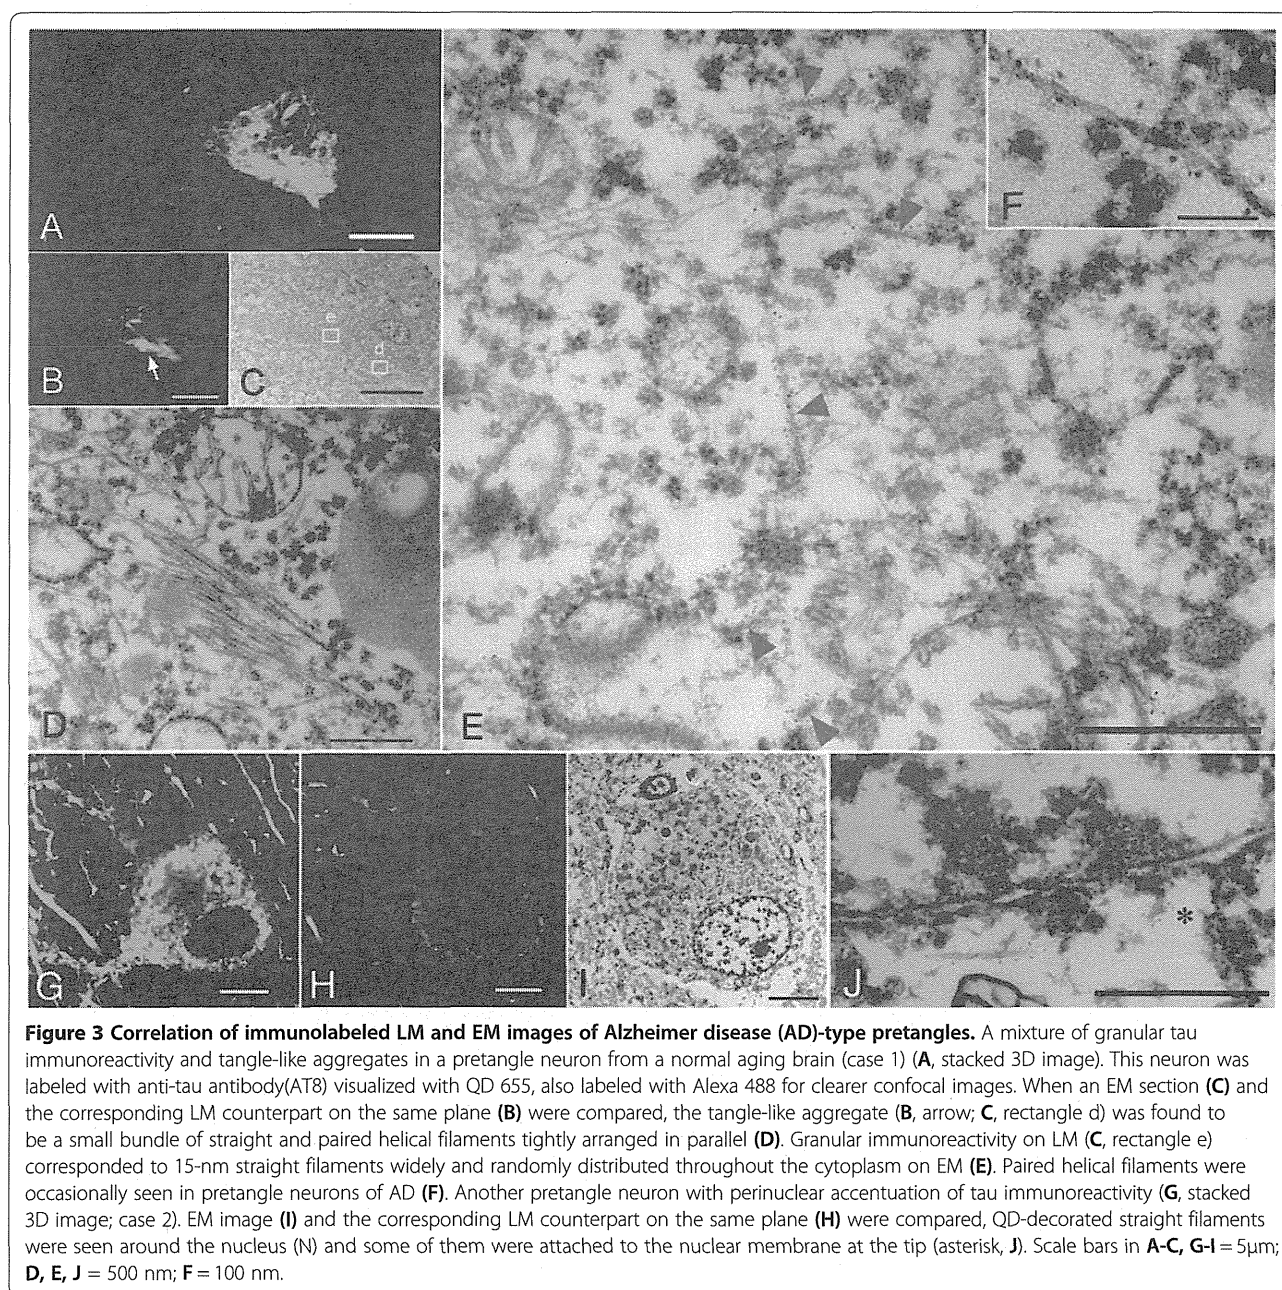 A
B
C
e
d
D
E
F
G
H
I
J
*
Figure 3 Correlation of immunolabeled LM and EM images of Alzheimer disease (AD)-type pretangles. A mixture of granular tau
immunoreactivity and tangle-like aggregates in a pretangle neuron from a normal aging brain (case 1) (A, stacked 3D image). This neuron was
labeled with anti-tau antibody(AT8) visualized with QD 655, also labeled with Alexa 488 for clearer confocal images. When an EM section (C) and
the corresponding LM counterpart on the same plane (B) were compared, the tangle-like aggregate (B, arrow; C, rectangle d) was found to
be a small bundle of straight and paired helical filaments tightly arranged in parallel (D). Granular immunoreactivity on LM (C, rectangle e)
corresponded to 15-nm straight filaments widely and randomly distributed throughout the cytoplasm on EM (E). Paired helical filaments were
occasionally seen in pretangle neurons of AD (F). Another pretangle neuron with perinuclear accentuation of tau immunoreactivity (G, stacked
3D image; case 2). EM image (I) and the corresponding LM counterpart on the same plane (H) were compared, QD-decorated straight filaments
were seen around the nucleus (N) and some of them were attached to the nuclear membrane at the tip (asterisk, J). Scale bars in A-C, G-I = 5μm;
D, E, J = 500 nm; F = 100 nm.